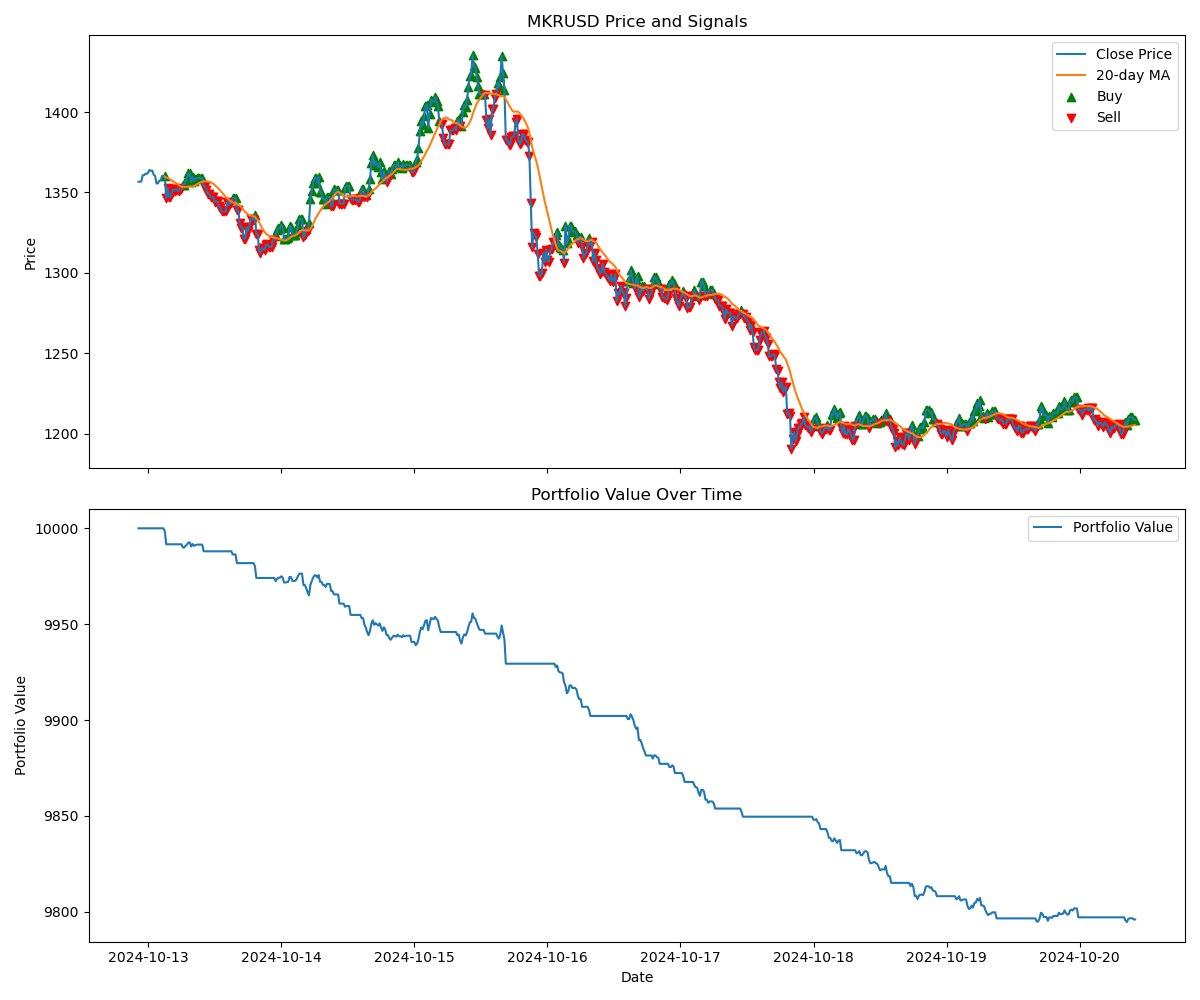 MKRUSD Price and Signals
Close Price
20-day MA
Buy
Sell
Price
1400
1350
1300
1250
1200
Portfolio Value Over Time
Portfolio Value
Portfolio Value
10000
9950
9900
9850
9800
2024-10-13 2024-10-14 2024-10-15 2024-10-16 2024-10-17 2024-10-18 2024-10-19 2024-10-20
Date